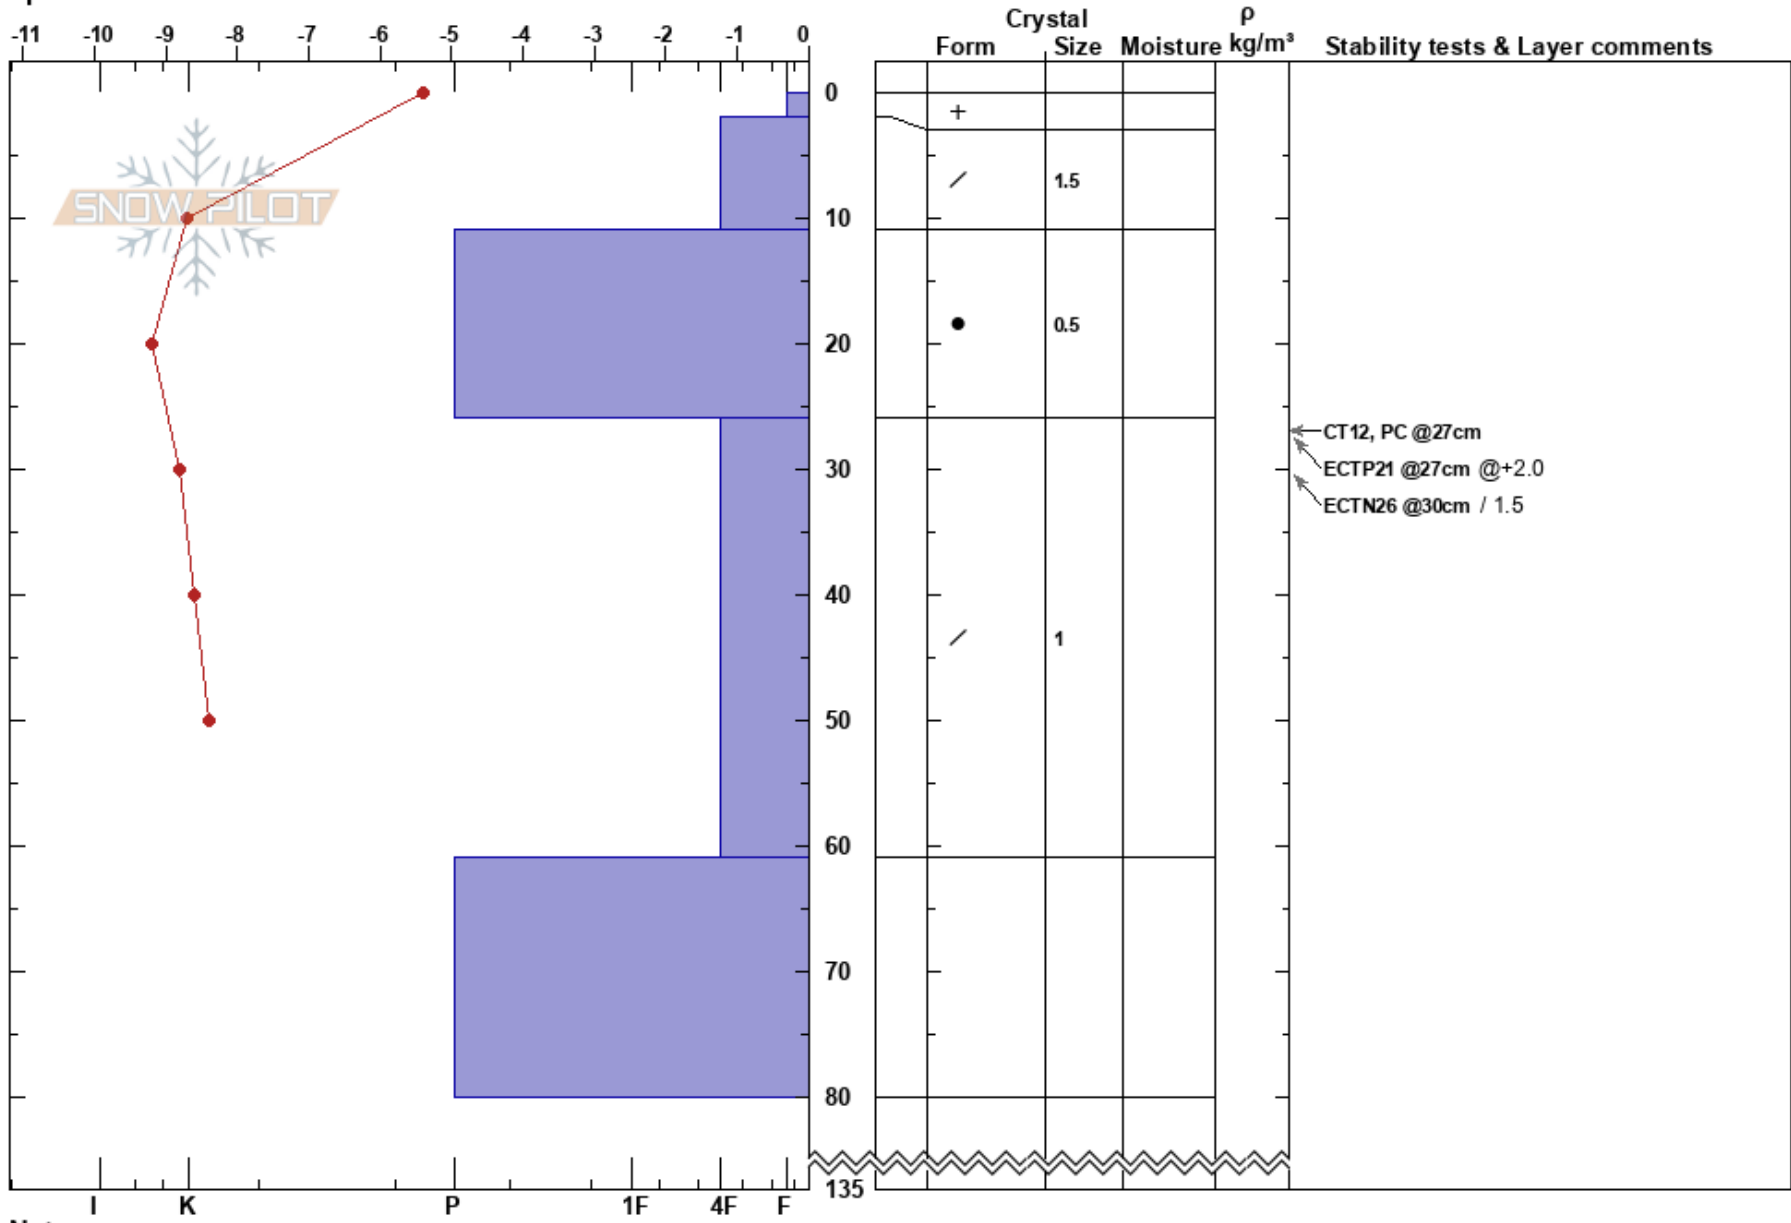 Crystal ρ
-11 -10 -9 -8 -7 -6 -5 -4 -3 -2 -1 0 Form Size Moisture kg/m³ Stability tests & Layer comments
0
+
SNOW PILOT
1.5
10
0.5
20
CT12, PC @27cm
30 ECTP21 @27cm @+2.0
ECTN26 @30cm / 1.5
40
1
50
60
70
80
135
I K P 1F 4F F